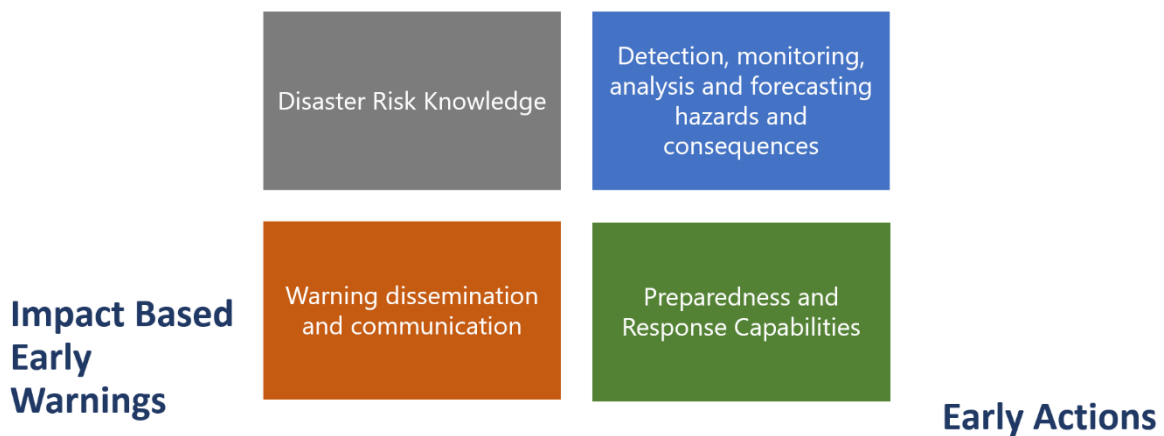 Disaster Risk Knowledge
Detection, monitoring,
analysis and forecasting
hazards and
consequences
Warning dissemination
and communication
Preparedness and
Response Capabilities
Impact Based
Early
Warnings
Early Actions